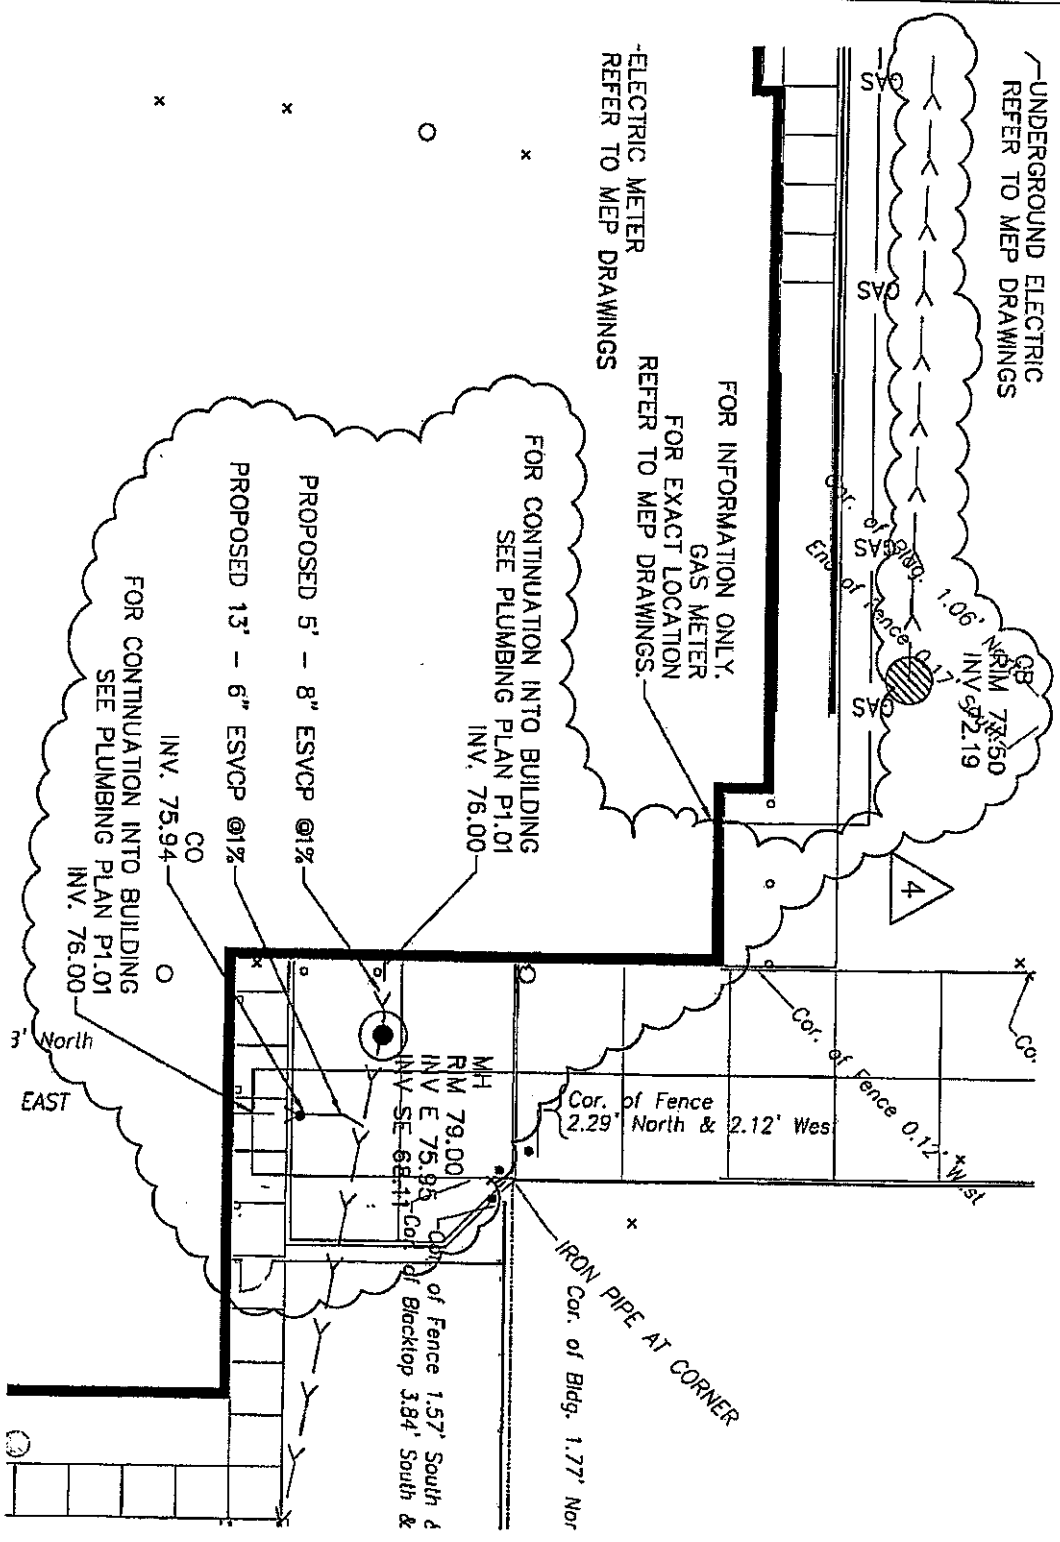 UNDERGROUND ELECTRIC
REFER TO MEP DRAWINGS
ELECTRIC METER
REFER TO MEP DRAWINGS
FOR INFORMATION ONLY.
GAS METER
FOR EXACT LOCATION
REFER TO MEP DRAWINGS.
GAS
GAS
GAS
GAS
Cor. of Bldg. 1.06'
End of Fence 0.17'
CB
RIM 77.50
INV 72.19
4
FOR CONTINUATION INTO BUILDING
SEE PLUMBING PLAN P1.01
INV. 76.00
PROPOSED 5' - 8" ESVCP @1%
PROPOSED 13' - 6" ESVCP @1%
CO
INV. 75.94
FOR CONTINUATION INTO BUILDING
SEE PLUMBING PLAN P1.01
INV. 76.00
3' North
EAST
MH
RIM 79.00
INV E 75.95
INV SE 68.11
Cor. of Fence
2.29' North & 2.12' Wes
Cor. of Fence 0.12' West
Co.
IRON PIPE AT CORNER
Cor. of Bldg. 1.77' Nor
Cor. of Fence 1.57' South &
Cor. of Blacktop 3.84' South &